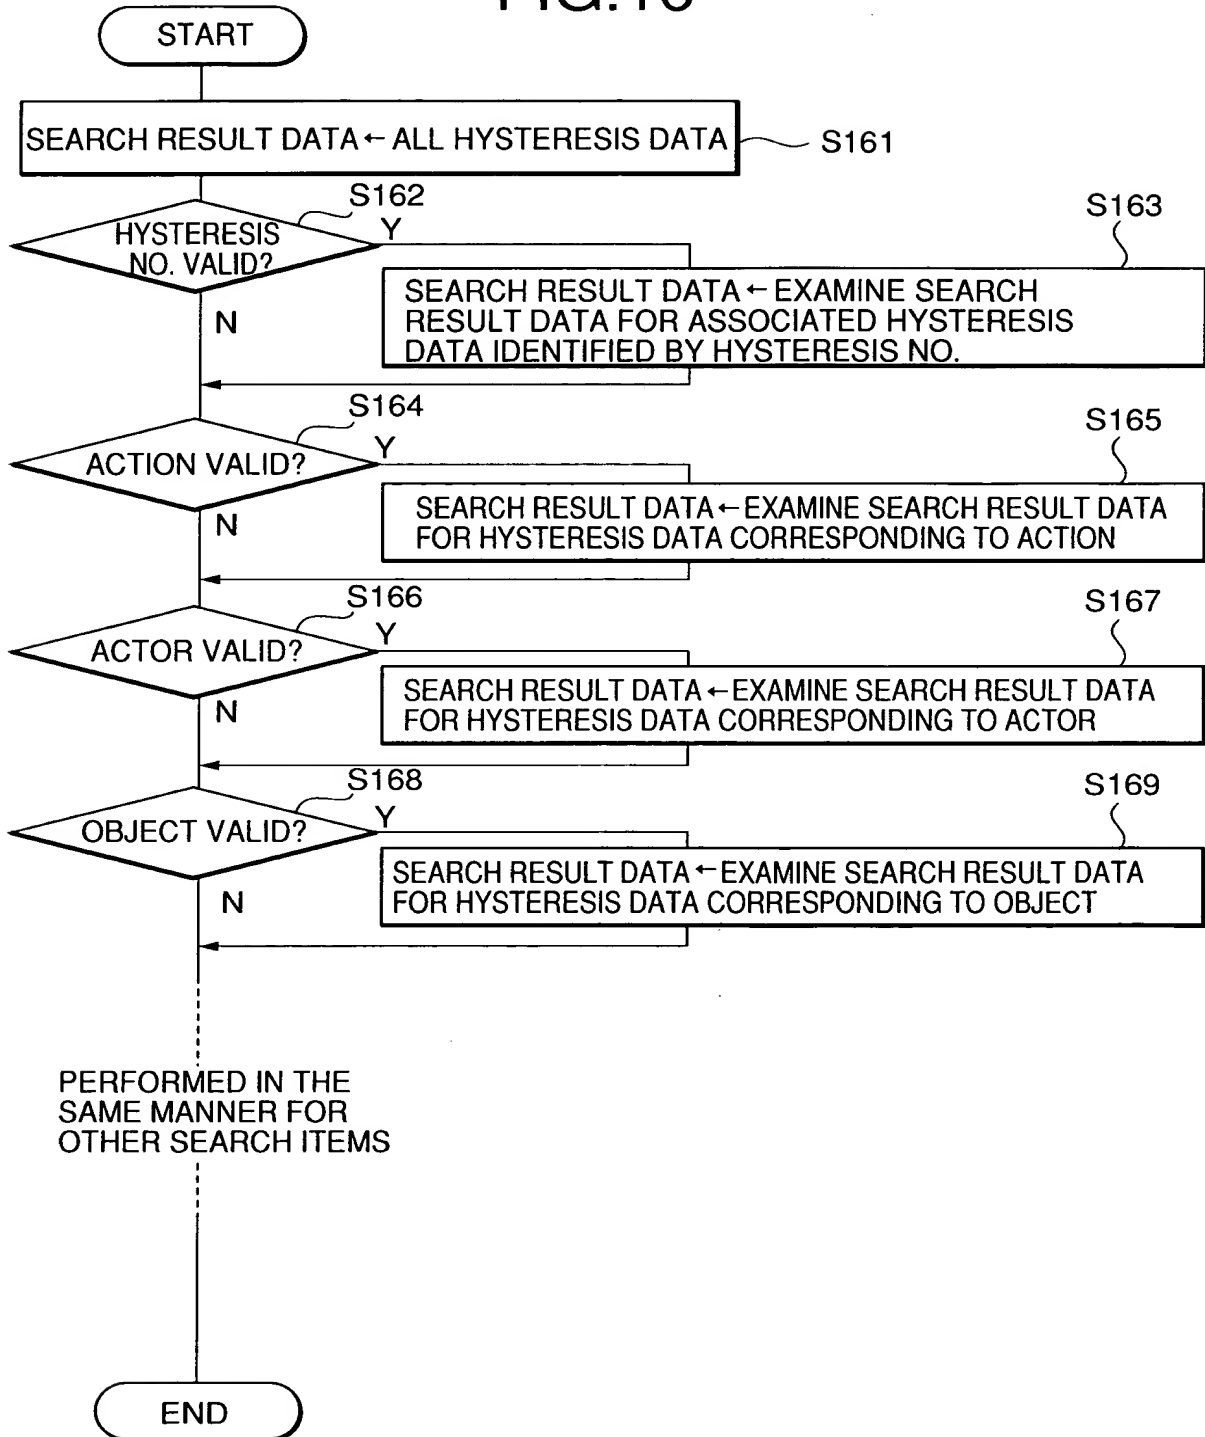 START
SEARCH RESULT DATA ← ALL HYSTERESIS DATA
S161
S162
HYSTERESIS
NO. VALID?
Y
N
S163
SEARCH RESULT DATA ← EXAMINE SEARCH
RESULT DATA FOR ASSOCIATED HYSTERESIS
DATA IDENTIFIED BY HYSTERESIS NO.
S164
ACTION VALID?
Y
N
S165
SEARCH RESULT DATA ← EXAMINE SEARCH RESULT DATA
FOR HYSTERESIS DATA CORRESPONDING TO ACTION
S166
ACTOR VALID?
Y
N
S167
SEARCH RESULT DATA ← EXAMINE SEARCH RESULT DATA
FOR HYSTERESIS DATA CORRESPONDING TO ACTOR
S168
OBJECT VALID?
Y
N
S169
SEARCH RESULT DATA ← EXAMINE SEARCH RESULT DATA
FOR HYSTERESIS DATA CORRESPONDING TO OBJECT
PERFORMED IN THE
SAME MANNER FOR
OTHER SEARCH ITEMS
END